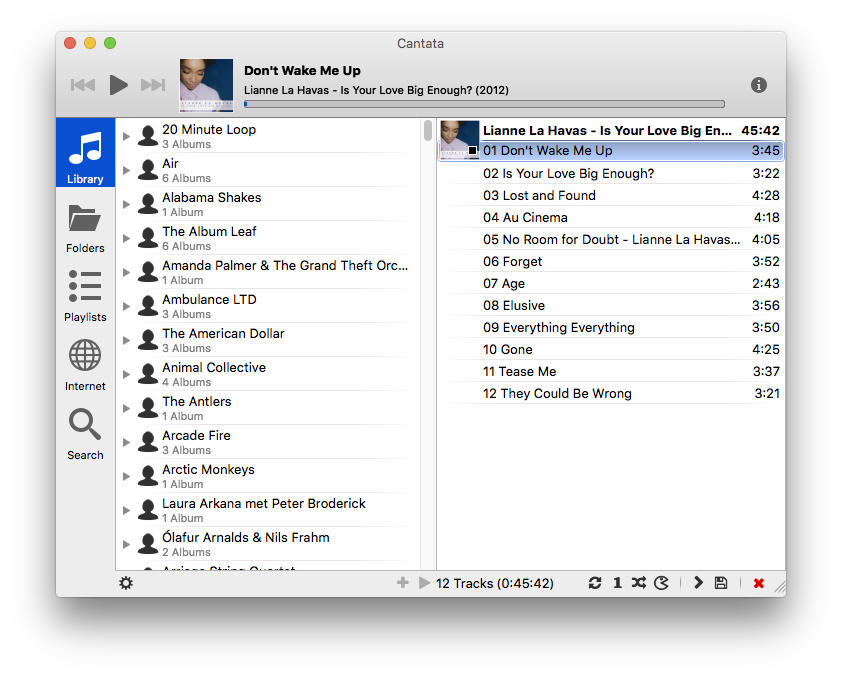 Cantata
Don't Wake Me Up
Lianne La Havas - Is Your Love Big Enough? (2012)
Library
Folders
Playlists
Internet
Search
20 Minute Loop
3 Albums
Air
6 Albums
Alabama Shakes
1 Album
The Album Leaf
6 Albums
Amanda Palmer & The Grand Theft Orc...
1 Album
Ambulance LTD
3 Albums
The American Dollar
3 Albums
Animal Collective
4 Albums
The Antlers
1 Album
Arcade Fire
3 Albums
Arctic Monkeys
1 Album
Laura Arkana met Peter Broderick
1 Album
Ólafur Arnalds & Nils Frahm
2 Albums
Lianne La Havas - Is Your Love Big En... 45:42
01 Don't Wake Me Up 3:45
02 Is Your Love Big Enough? 3:22
03 Lost and Found 4:28
04 Au Cinema 4:18
05 No Room for Doubt - Lianne La Havas... 4:05
06 Forget 3:52
07 Age 2:43
08 Elusive 3:56
09 Everything Everything 3:50
10 Gone 4:25
11 Tease Me 3:37
12 They Could Be Wrong 3:21
12 Tracks (0:45:42)
1